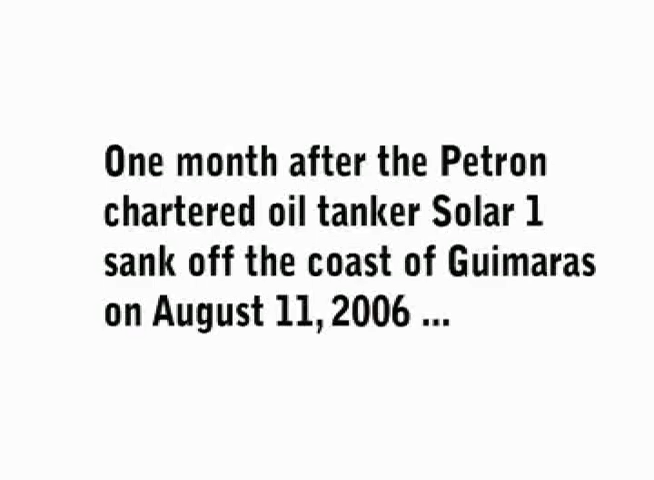 One month after the Petron
chartered oil tanker Solar 1
sank off the coast of Guimaras
on August 11, 2006 ...